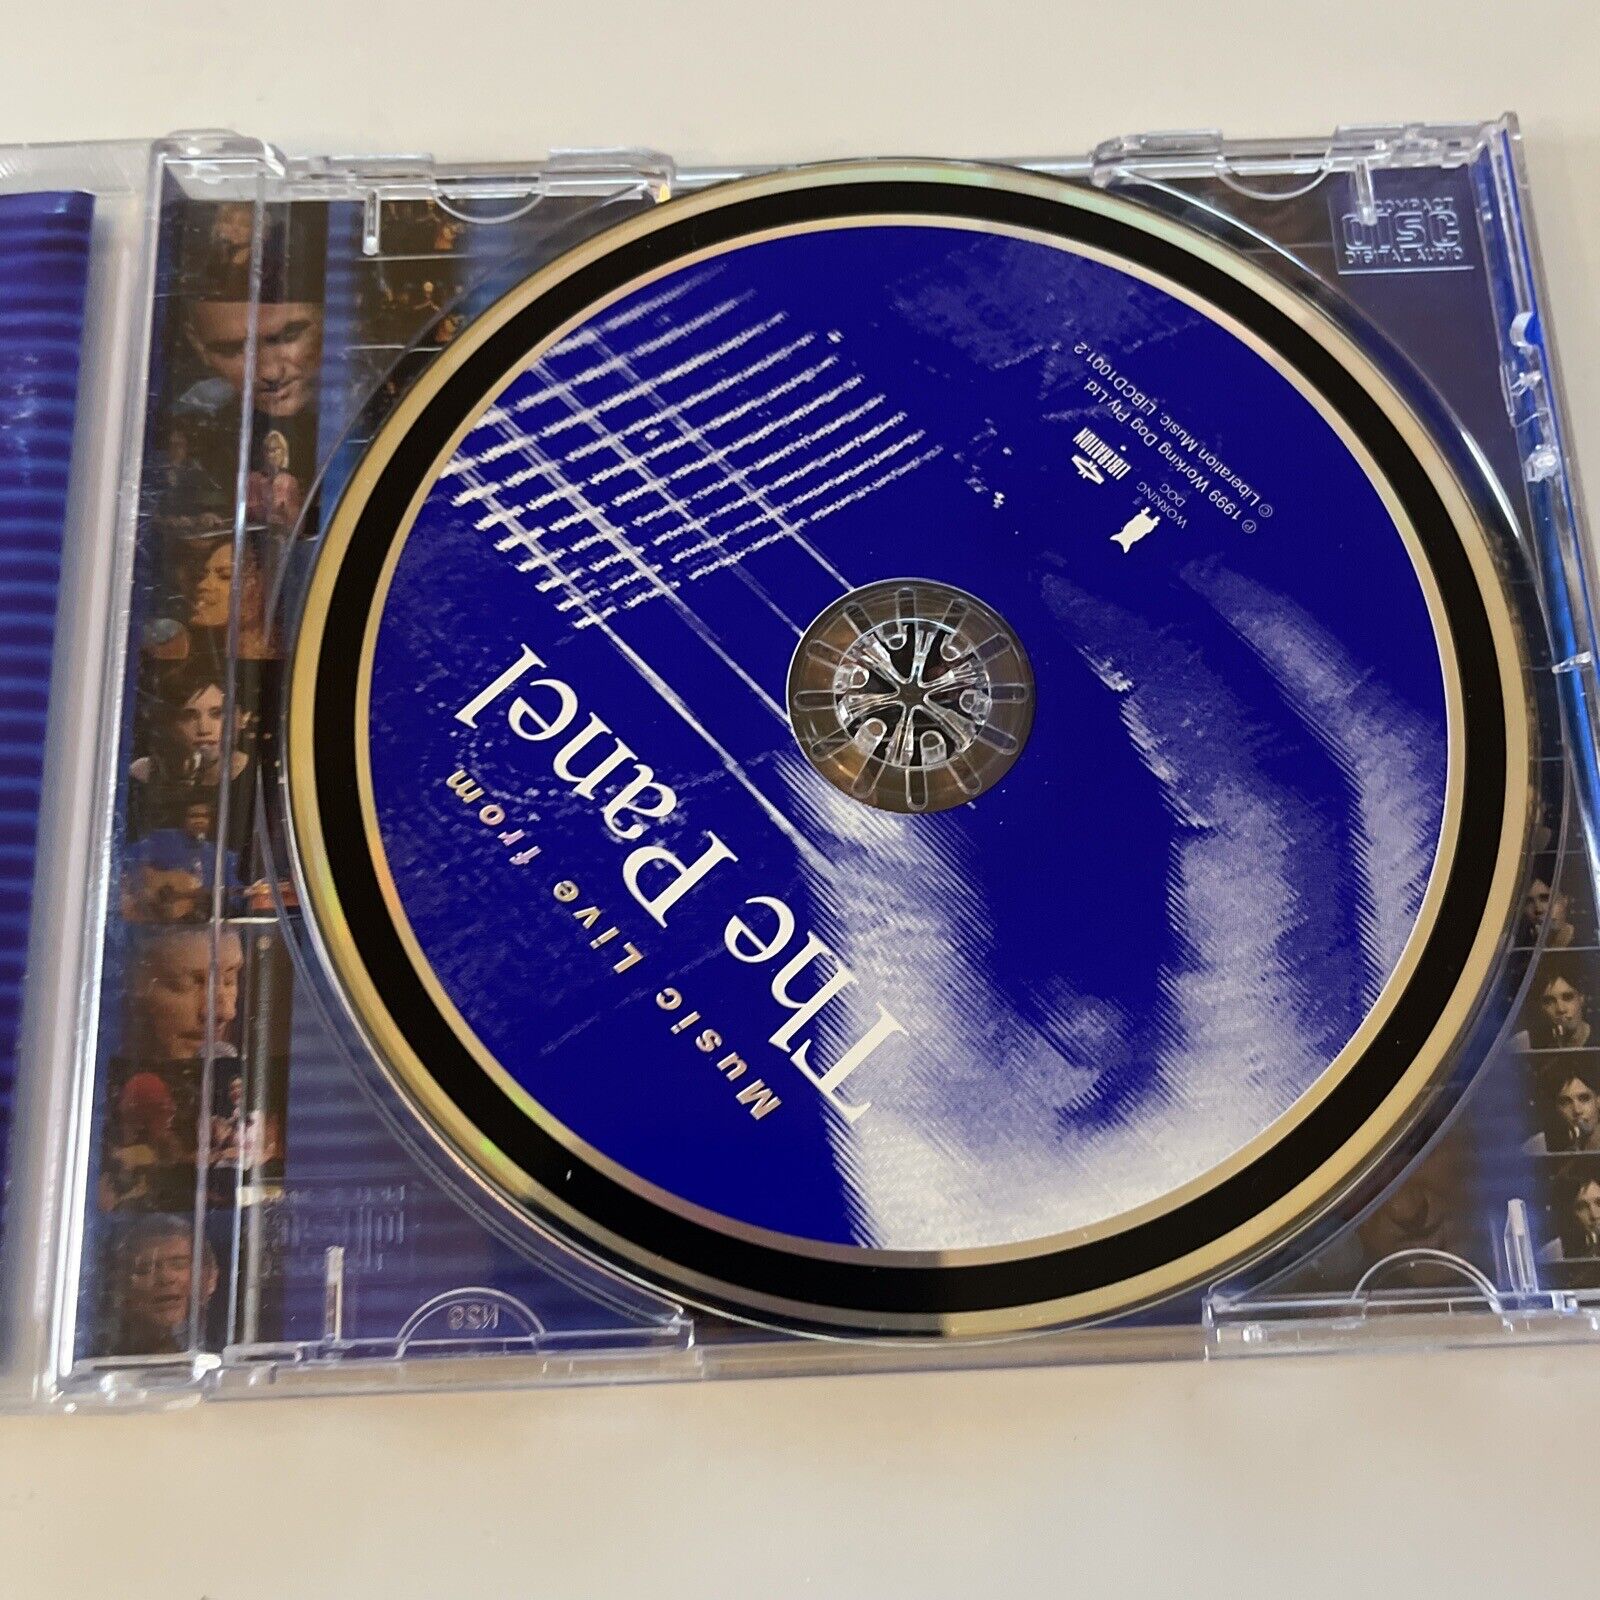 Music Live from
The Panel
WORKING
DOG
LIBERATION
℗ 1999 Working Dog Pty.Ltd.
© Liberation Music. LIBCD1001.2
COMPACT
disc
DIGITAL AUDIO
N28